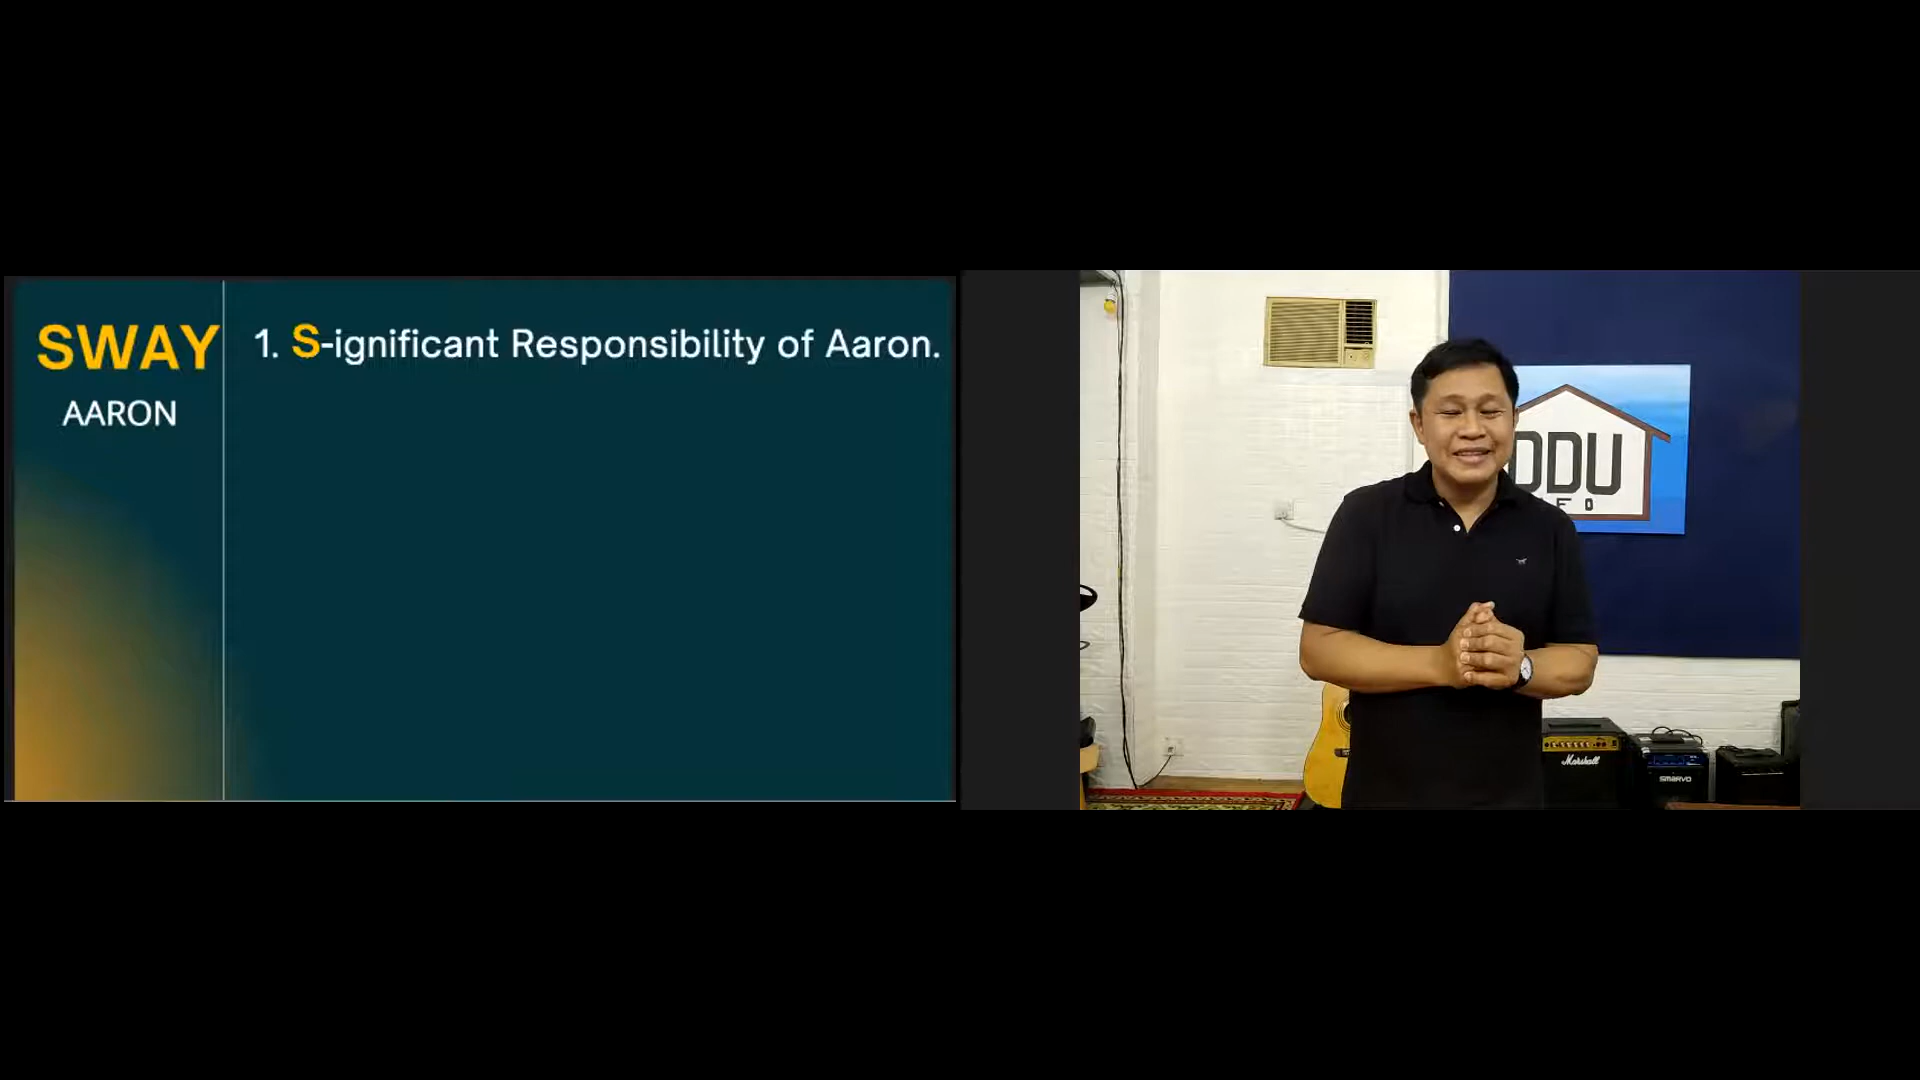 SWAY
AARON
1. S-ignificant Responsibility of Aaron.
DDU
Marshall
SMARVO